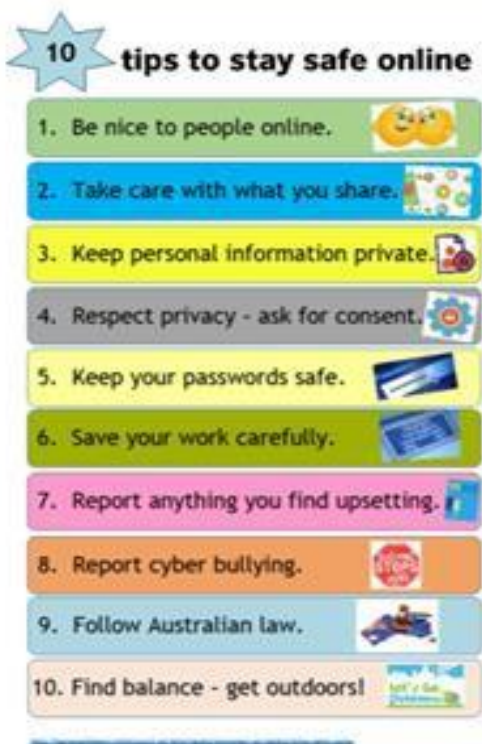 10 tips to stay safe online
1. Be nice to people online.
2. Take care with what you share.
3. Keep personal information private.
4. Respect privacy - ask for consent.
5. Keep your passwords safe.
6. Save your work carefully.
7. Report anything you find upsetting.
8. Report cyber bullying.
STOPS
9. Follow Australian law.
10. Find balance - get outdoors!
Let's Go